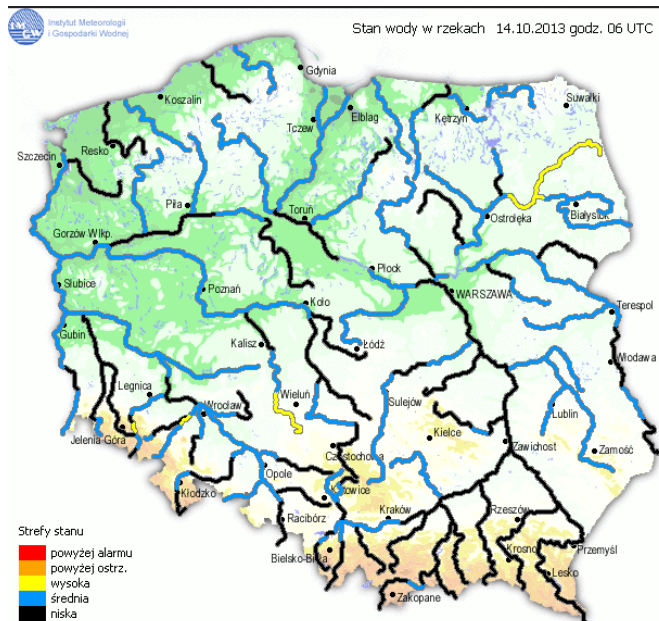 Instytut Meteorologii
i Gospodarki Wodnej
Stan wody w rzekach 14.10.2013 godz. 06 UTC
Gdynia
Koszalin
Suwałki
Elbląg
Kętrzyn
Tczew
Resko
Szczecin
Piła
Toruń
Ostrołęka
Białystok
Gorzów Wlkp.
Płock
Słubice
Poznań
Koło
WARSZAWA
Terespol
Gubin
Kalisz
Łódź
Włodawa
Legnica
Wrocław
Wieluń
Sulejów
Lublin
Jelenia Góra
Kielce
Zawichost
Zamość
Częstochowa
Opole
Kłodzko
Katowice
Racibórz
Kraków
Rzeszów
Bielsko-Biała
Krosno
Przemyśl
Lesko
Zakopane
Strefy stanu
powyżej alarmu
powyżej ostrz.
wysoka
średnia
niska